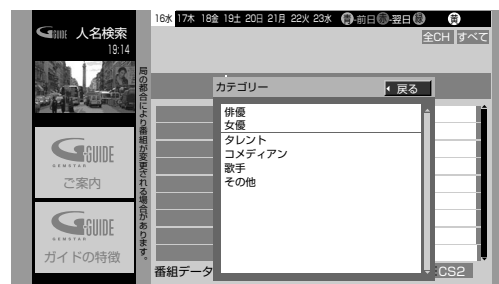 GGUIDE 人名検索
19:14
16水 17木 18金 19土 20日 21月 22火 23水 青-前日 翌日 黄
全CH すべて
局の都合により番組が変更される場合があります。
カテゴリー
戻る
俳優
女優
タレント
コメディアン
歌手
その他
GGUIDE
GEMSTAR
ご案内
GGUIDE
GEMSTAR
ガイドの特徴
番組データ
CS2